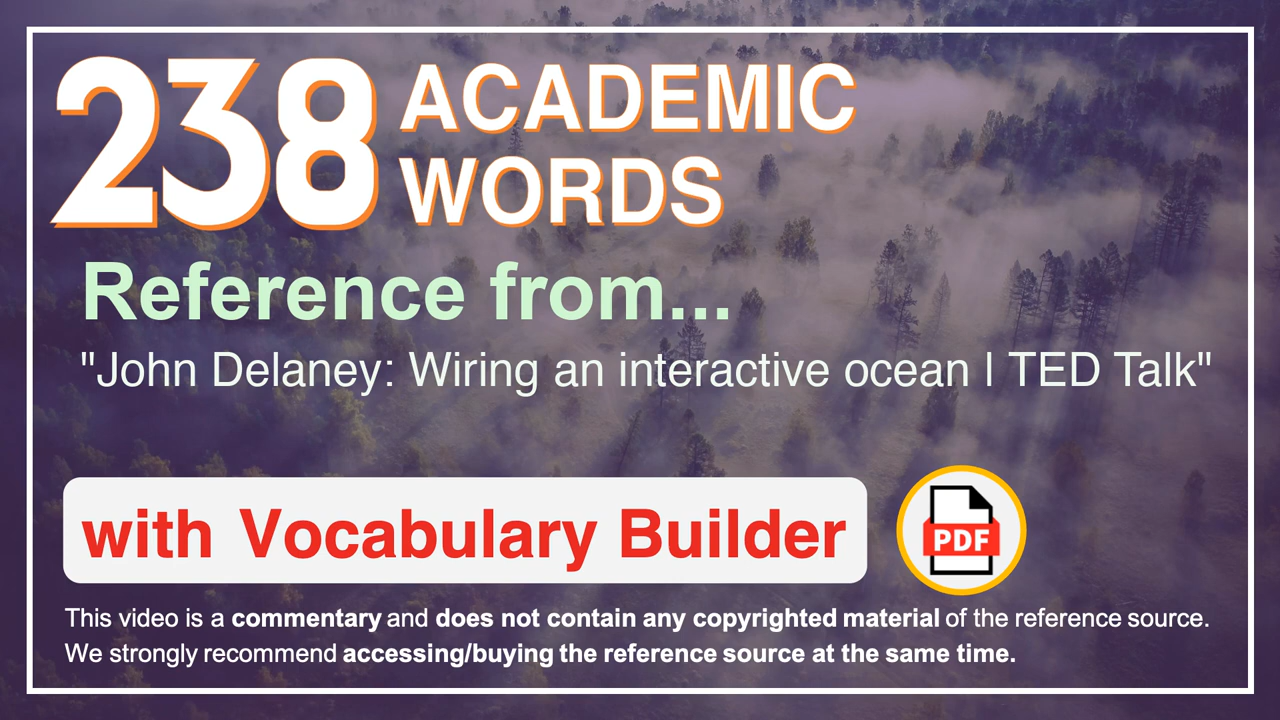 238 ACADEMIC
WORDS
Reference from...
"John Delaney: Wiring an interactive ocean | TED Talk"
with Vocabulary Builder
PDF
This video is a commentary and does not contain any copyrighted material of the reference source.
We strongly recommend accessing/buying the reference source at the same time.